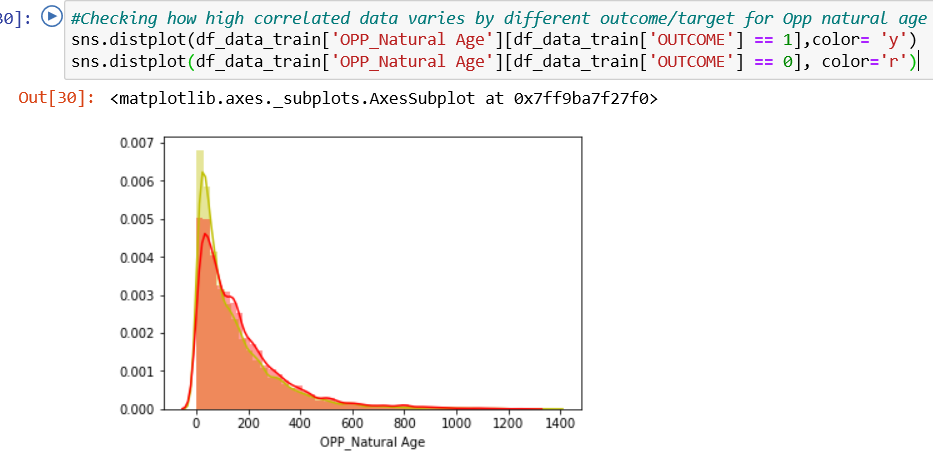 30]: #Checking how high correlated data varies by different outcome/target for Opp natural age
sns.distplot(df_data_train['OPP_Natural Age'][df_data_train['OUTCOME'] == 1],color= 'y')
sns.distplot(df_data_train['OPP_Natural Age'][df_data_train['OUTCOME'] == 0], color='r')
Out[30]: <matplotlib.axes._subplots.AxesSubplot at 0x7ff9ba7f27f0>
0.007
0.006
0.005
0.004
0.003
0.002
0.001
0.000
0 200 400 600 800 1000 1200 1400
OPP_Natural Age